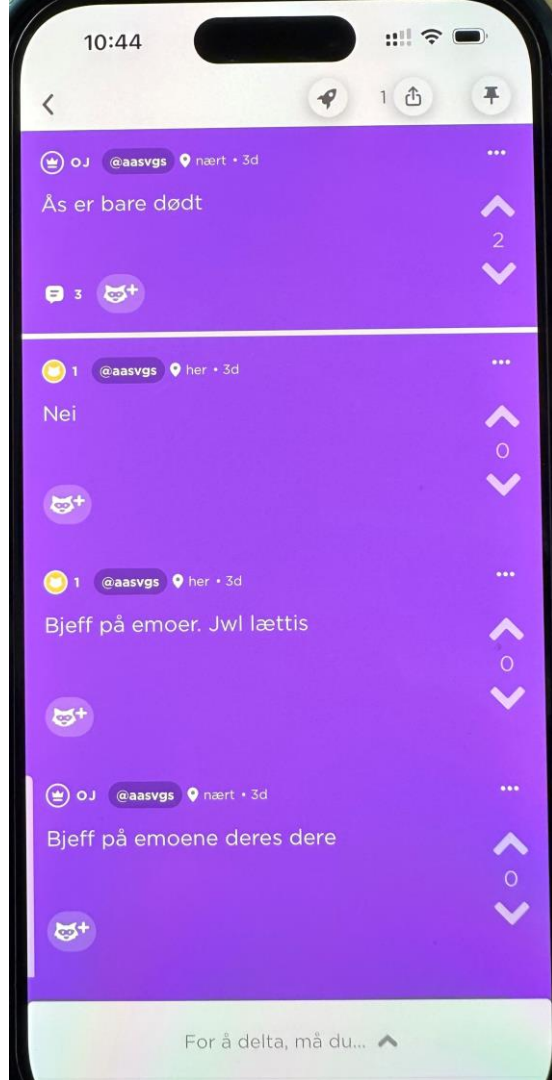 10:44
1
OJ @aasvgs nært • 3d
Ås er bare dødt
2
3
1 @aasvgs her • 3d
Nei
0
1 @aasvgs her • 3d
Bjeff på emoer. Jwl lættis
0
OJ @aasvgs nært • 3d
Bjeff på emoene deres dere
0
For å delta, må du...